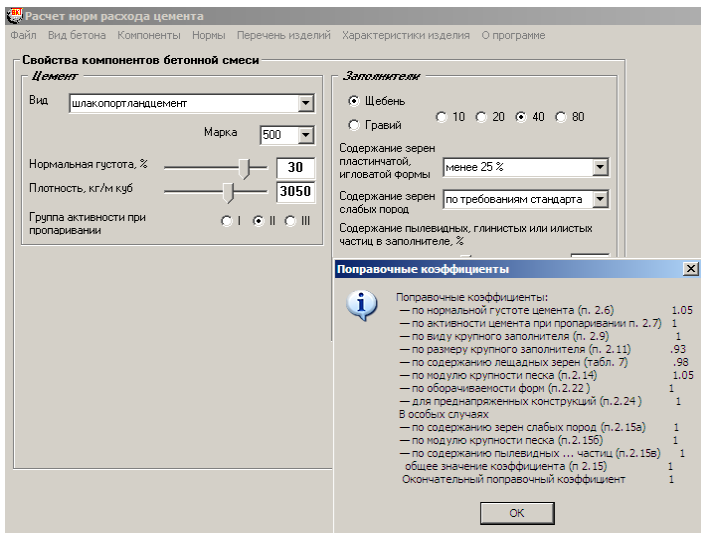 Расчет норм расхода цемента
Файл Вид бетона Компоненты Нормы Перечень изделий Характеристики изделия О программе
Свойства компонентов бетонной смеси
Цемент
Вид шлакопортландцемент
Марка 500
Нормальная густота, % 30
Плотность, кг/м куб 3050
Группа активности при
пропаривании
I II III
Заполнители
Щебень
Гравий
10 20 40 80
Содержание зерен
пластинчатой,
игловатой формы
менее 25 %
Содержание зерен
слабых пород
по требованиям стандарта
Содержание пылевидных, глинистых или илистых
частиц в заполнителе, %
Поправочные коэффициенты
Поправочные коэффициенты:
— по нормальной густоте цемента (п. 2.6) 1.05
— по активности цемента при пропаривании п. 2.7) 1
— по виду крупного заполнителя (п. 2.9) 1
— по размеру крупного заполнителя (п. 2.11) .93
— по содержанию лещадных зерен (табл. 7) .98
— по модулю крупности песка (п.2.14) 1.05
— по оборачиваемости форм (п.2.22 ) 1
— для преднапряженных конструкций (п.2.24 ) 1
В особых случаях
— по содержанию зерен слабых пород (п.2.15а) 1
— по модулю крупности песка (п.2.15б) 1
— по содержанию пылевидных ... частиц (п.2.15в) 1
общее значение коэффициента (п 2.15) 1
Окончательный поправочный коэффициент 1
OK